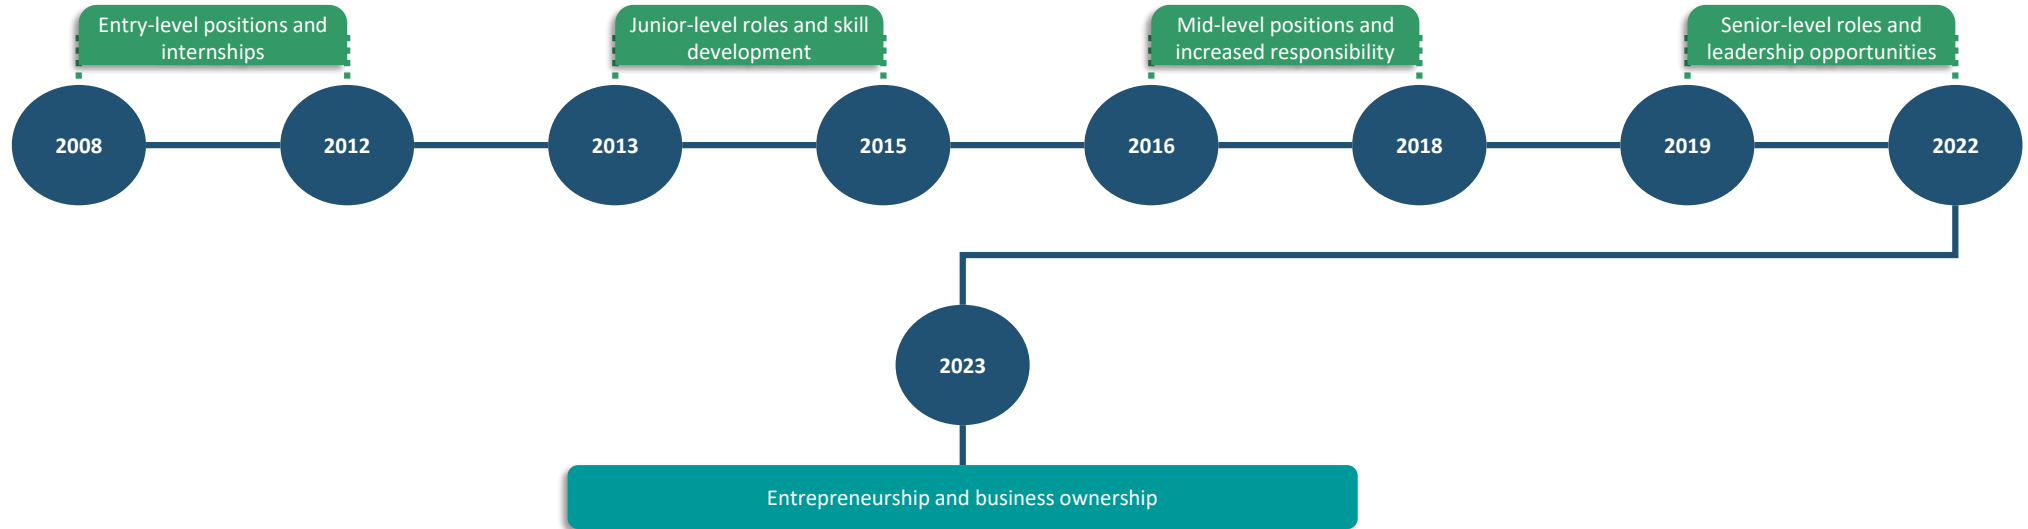 Entry-level positions and
internships
Junior-level roles and skill
development
Mid-level positions and
increased responsibility
Senior-level roles and
leadership opportunities
2008
2012
2013
2015
2016
2018
2019
2022
2023
Entrepreneurship and business ownership